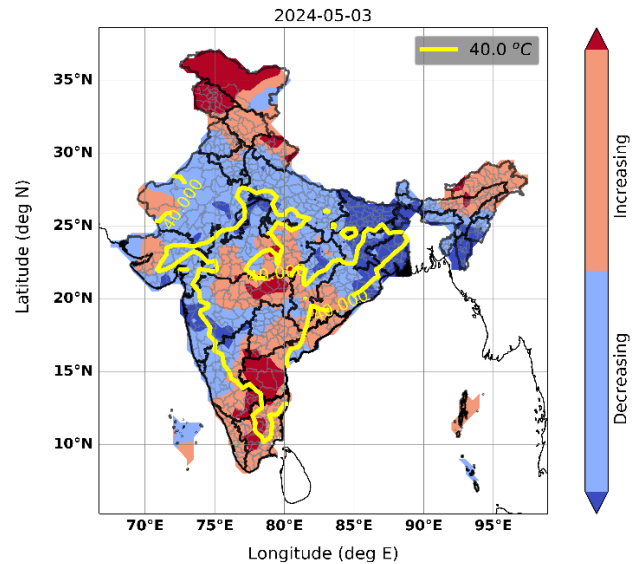 2024-05-03
40.0 °C
35°N
30°N
25°N
20°N
15°N
10°N
70°E 75°E 80°E 85°E 90°E 95°E
Latitude (deg N)
Longitude (deg E)
Increasing
Decreasing